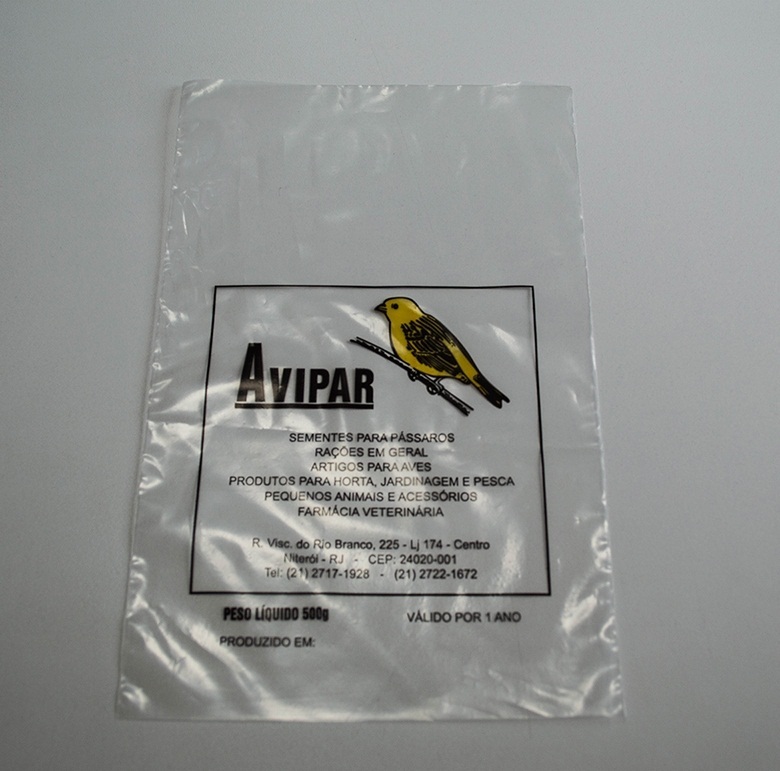 AVIPAR
SEMENTES PARA PÁSSAROS
RAÇÕES EM GERAL
ARTIGOS PARA AVES
PRODUTOS PARA HORTA, JARDINAGEM E PESCA
PEQUENOS ANIMAIS E ACESSÓRIOS
FARMÁCIA VETERINÁRIA
R. Visc. do Rio Branco, 225 - Lj 174 - Centro
Niterói - RJ - CEP: 24020-001
Tel: (21) 2717-1928 - (21) 2722-1672
PESO LÍQUIDO 500g VÁLIDO POR 1 ANO
PRODUZIDO EM: